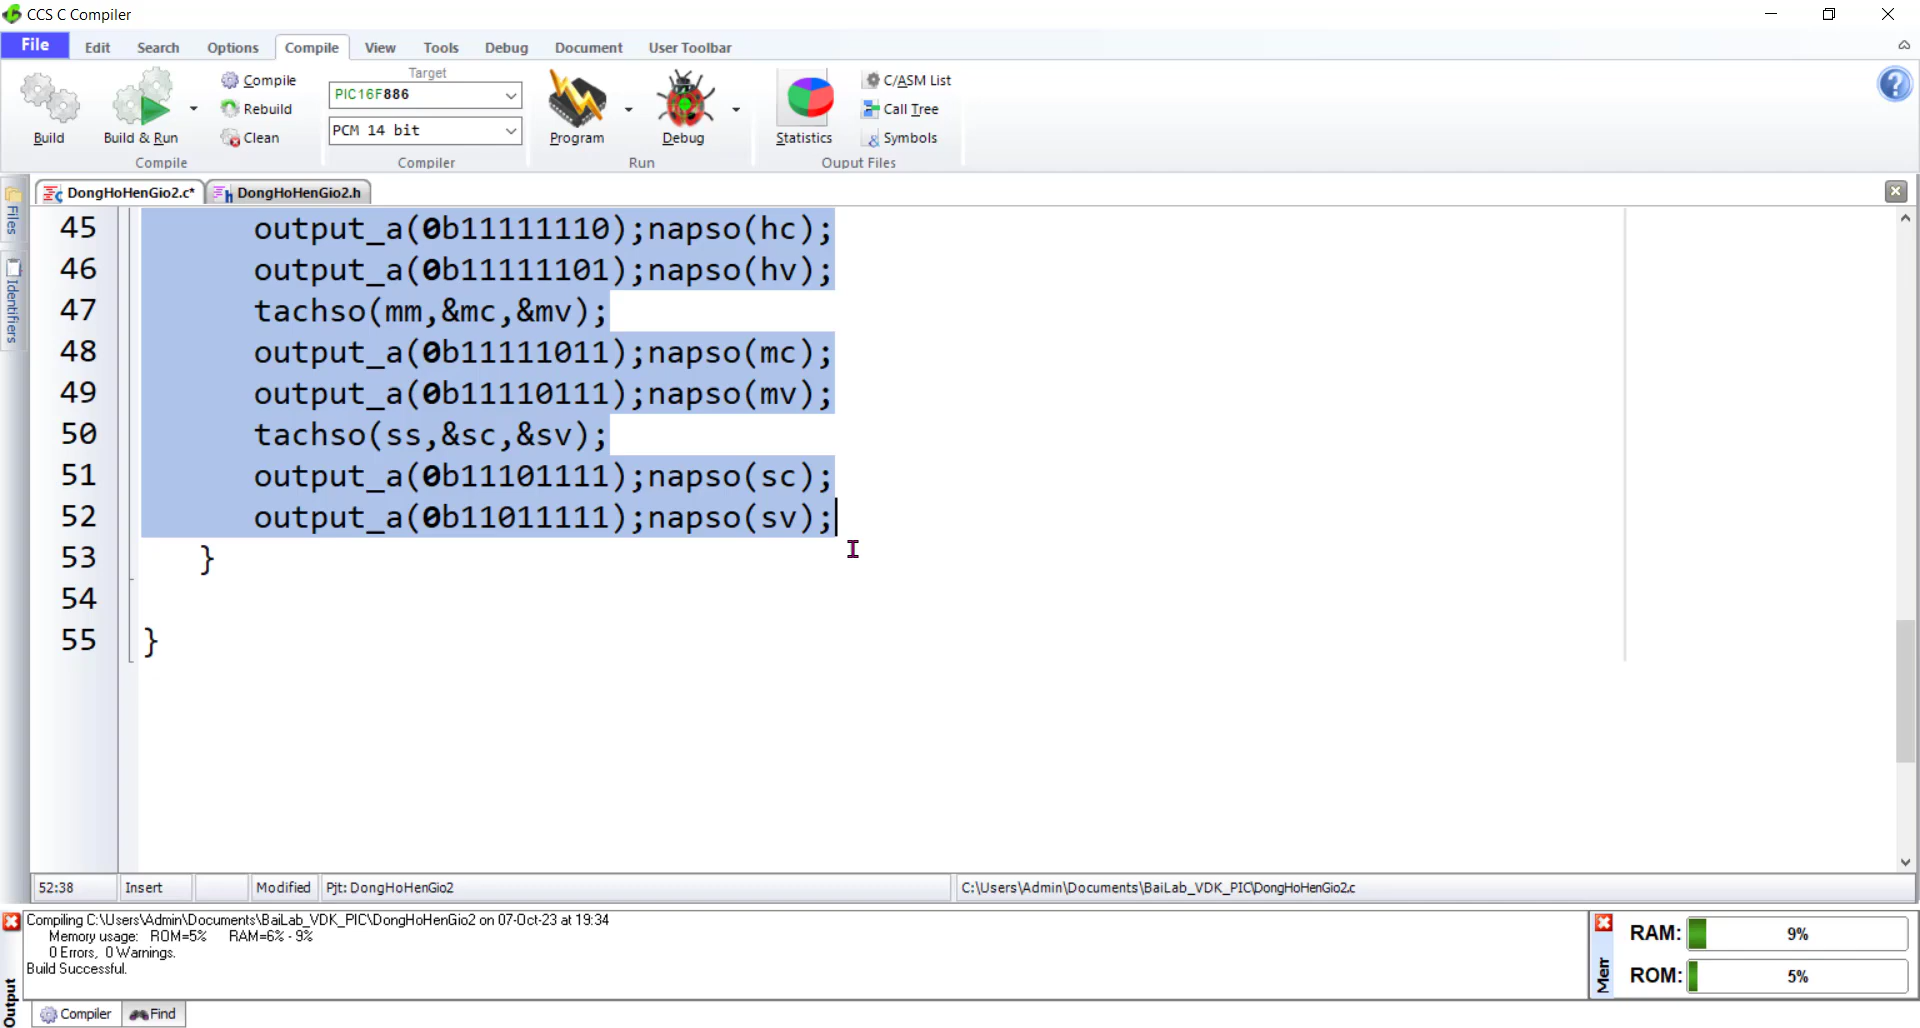 CCS C Compiler
File Edit Search Options Compile View Tools Debug Document User Toolbar
Build
Build & Run
Compile
Rebuild
Clean
Compile
Target
PIC16F886
PCM 14 bit
Compiler
Program
Debug
Run
Statistics
C/ASM List
Call Tree
Symbols
Ouput Files
Files
Identifiers
DongHoHenGio2.c* DongHoHenGio2.h
45 output_a(0b11111110);napso(hc);
46 output_a(0b11111101);napso(hv);
47 tachso(mm,&mc,&mv);
48 output_a(0b11111011);napso(mc);
49 output_a(0b11110111);napso(mv);
50 tachso(ss,&sc,&sv);
51 output_a(0b11101111);napso(sc);
52 output_a(0b11011111);napso(sv);
53 }
54
55 }
52:38 Insert Modified Pjt: DongHoHenGio2 C:\Users\Admin\Documents\BaiLab_VDK_PIC\DongHoHenGio2.c
Output
Compiling C:\Users\Admin\Documents\BaiLab_VDK_PIC\DongHoHenGio2 on 07-Oct-23 at 19:34
Memory usage: ROM=5% RAM=6% - 9%
0 Errors, 0 Warnings.
Build Successful.
Compiler Find
RAM: 9%
ROM: 5%